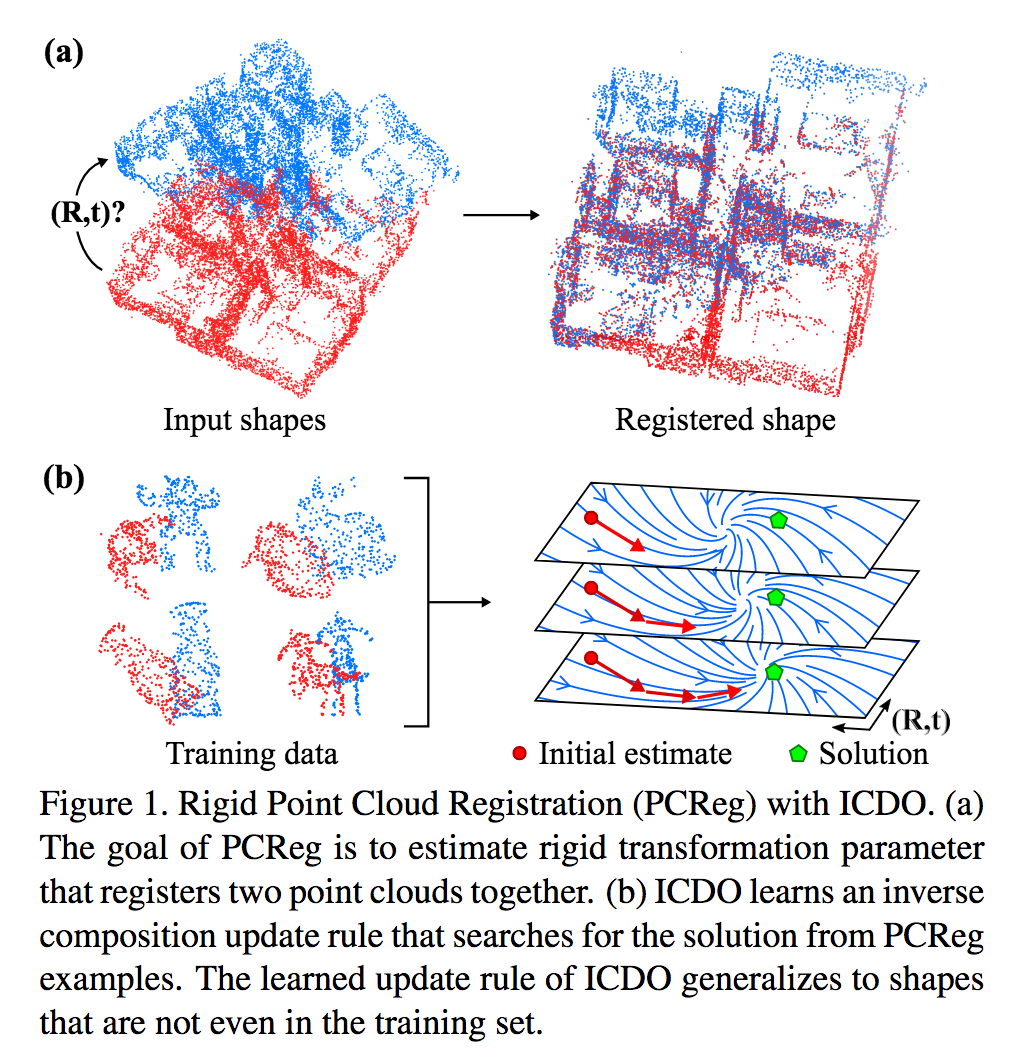 (a)
(R,t)?
Input shapes
Registered shape
(b)
(R,t)
Training data
Initial estimate
Solution
Figure 1. Rigid Point Cloud Registration (PCReg) with ICDO. (a)
The goal of PCReg is to estimate rigid transformation parameter
that registers two point clouds together. (b) ICDO learns an inverse
composition update rule that searches for the solution from PCReg
examples. The learned update rule of ICDO generalizes to shapes
that are not even in the training set.